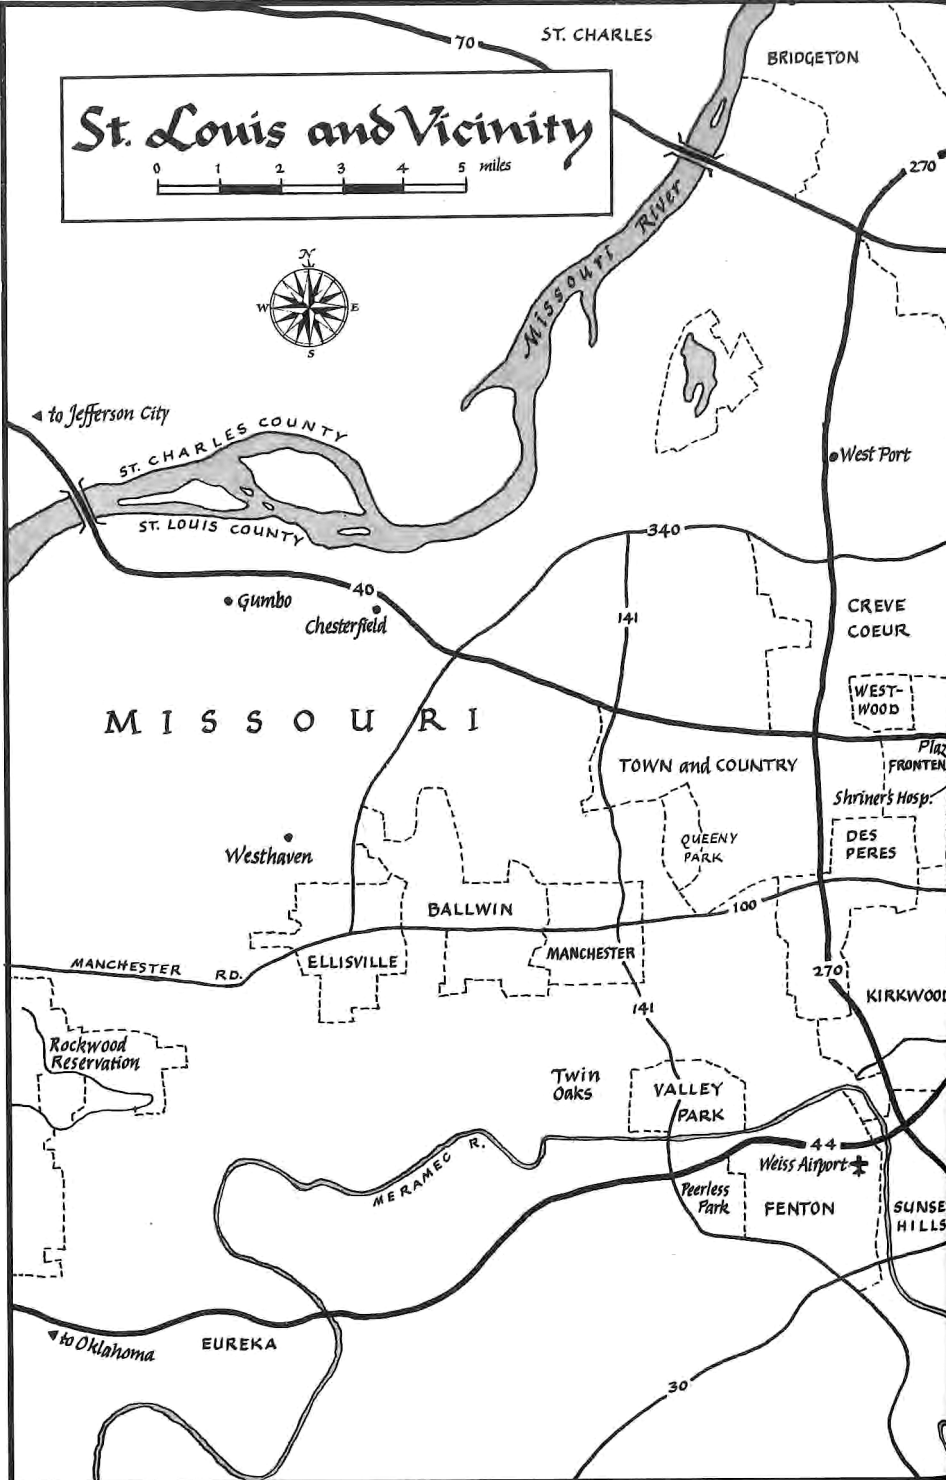 70
ST. CHARLES
BRIDGETON
St. Louis and Vicinity
0 1 2 3 4 5 miles
270
Missouri River
N
W E
S
to Jefferson City
ST. CHARLES COUNTY
West Port
ST. LOUIS COUNTY
340
40
Gumbo
Chesterfield
141
CREVE
COEUR
WEST-
WOOD
MISSOURI
TOWN and COUNTRY
Plaz
FRONTEN
Shriner's Hosp.
Westhaven
QUEENY
PARK
DES
PERES
BALLWIN
100
ELLISVILLE
MANCHESTER
MANCHESTER RD.
270
KIRKWOOD
141
Rockwood
Reservation
Twin
Oaks
VALLEY
PARK
MERAMEC R.
44
Weiss Airport
Peerless
Park
FENTON
SUNSE
HILLS
to Oklahoma
EUREKA
30